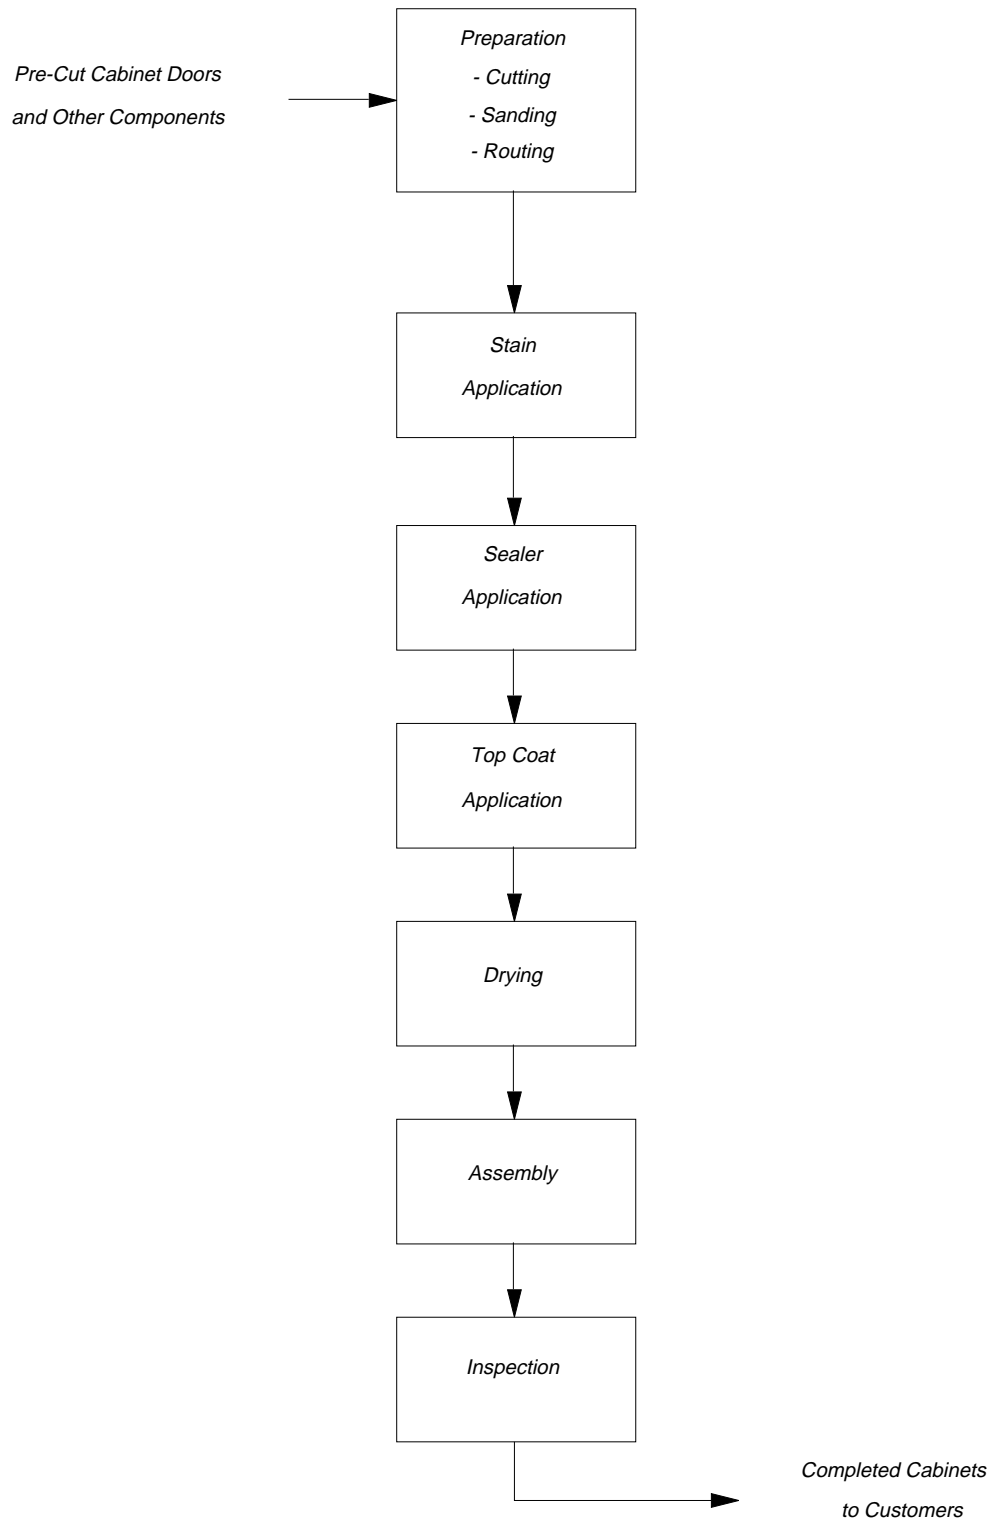 Preparation
Pre-Cut Cabinet Doors
- Cutting
and Other Components
- Sanding
- Routing
Stain
Application
Sealer
Application
Top Coat
Application
Drying
Assembly
Inspection
Completed Cabinets
to Customers